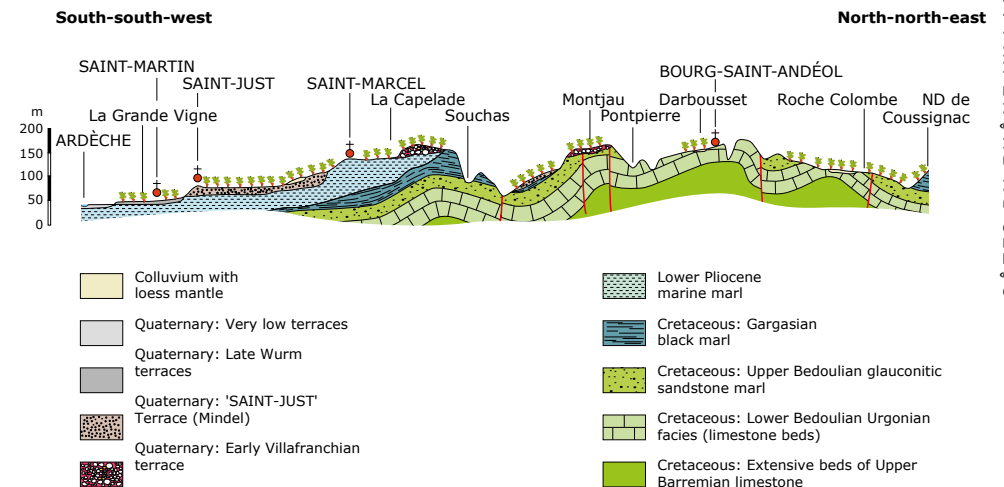 South-south-west
North-north-east
SAINT-MARTIN
SAINT-JUST
SAINT-MARCEL
BOURG-SAINT-ANDÉOL
La Grande Vigne
La Capelade
Souchas
Montjau
Pontpierre
Darbousset
Roche Colombe
ND de
Coussignac
ARDÈCHE
m
200
150
100
50
0
Colluvium with
loess mantle
Quaternary: Very low terraces
Quaternary: Late Wurm
terraces
Quaternary: 'SAINT-JUST'
Terrace (Mindel)
Quaternary: Early Villafranchian
terrace
Lower Pliocene
marine marl
Cretaceous: Gargasian
black marl
Cretaceous: Upper Bedoulian glauconitic
sandstone marl
Cretaceous: Lower Bedoulian Urgonian
facies (limestone beds)
Cretaceous: Extensive beds of Upper
Barremian limestone